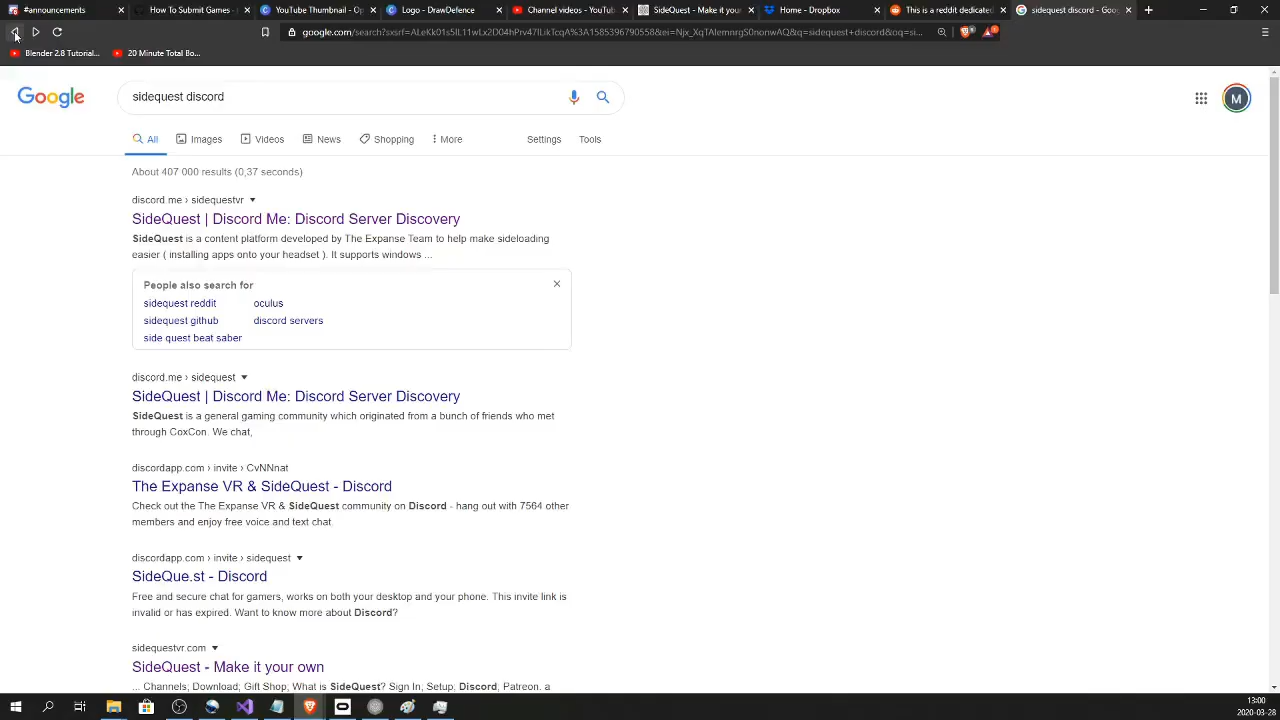 #announcements
How To Submit Games -
YouTube Thumbnail - Op
Logo - DrawDefence
Channel videos - YouTub
SideQuest - Make it your
Home - Dropbox
This is a reddit dedicated
sidequest discord - Goog
Blender 2.8 Tutorial...
20 Minute Total Bo...
Google
sidequest discord
M
All
Images
Videos
News
Shopping
More
Settings
Tools
About 407 000 results (0,37 seconds)
discord.me › sidequestvr
SideQuest | Discord Me: Discord Server Discovery
SideQuest is a content platform developed by The Expanse Team to help make sideloading
easier ( installing apps onto your headset ). It supports windows ...
People also search for
sidequest reddit
oculus
sidequest github
discord servers
side quest beat saber
discord.me › sidequest
SideQuest | Discord Me: Discord Server Discovery
SideQuest is a general gaming community which originated from a bunch of friends who met
through CoxCon. We chat,
discordapp.com › invite › CvNNnat
The Expanse VR & SideQuest - Discord
Check out the The Expanse VR & SideQuest community on Discord - hang out with 7564 other
members and enjoy free voice and text chat.
discordapp.com › invite › sidequest
SideQue.st - Discord
Free and secure chat for gamers, works on both your desktop and your phone. This invite link is
invalid or has expired. Want to know more about Discord?
sidequestvr.com
SideQuest - Make it your own
... Channels; Download; Gift Shop; What is SideQuest? Sign In; Setup; Discord; Patreon. a
13:00
2020-03-28